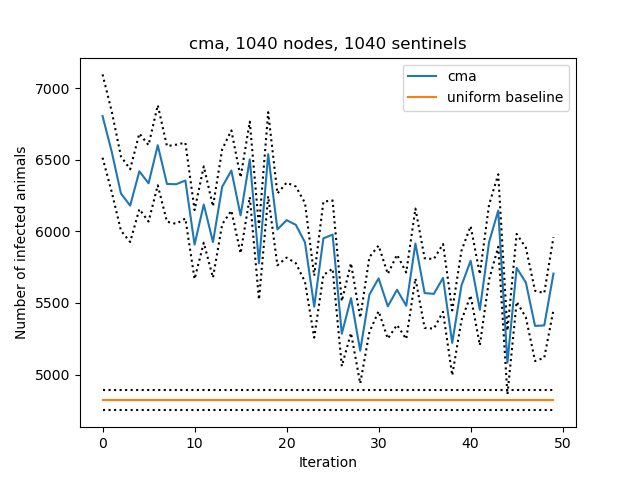 cma, 1040 nodes, 1040 sentinels
cma
uniform baseline
Number of infected animals
7000
6500
6000
5500
5000
0 10 20 30 40 50
Iteration